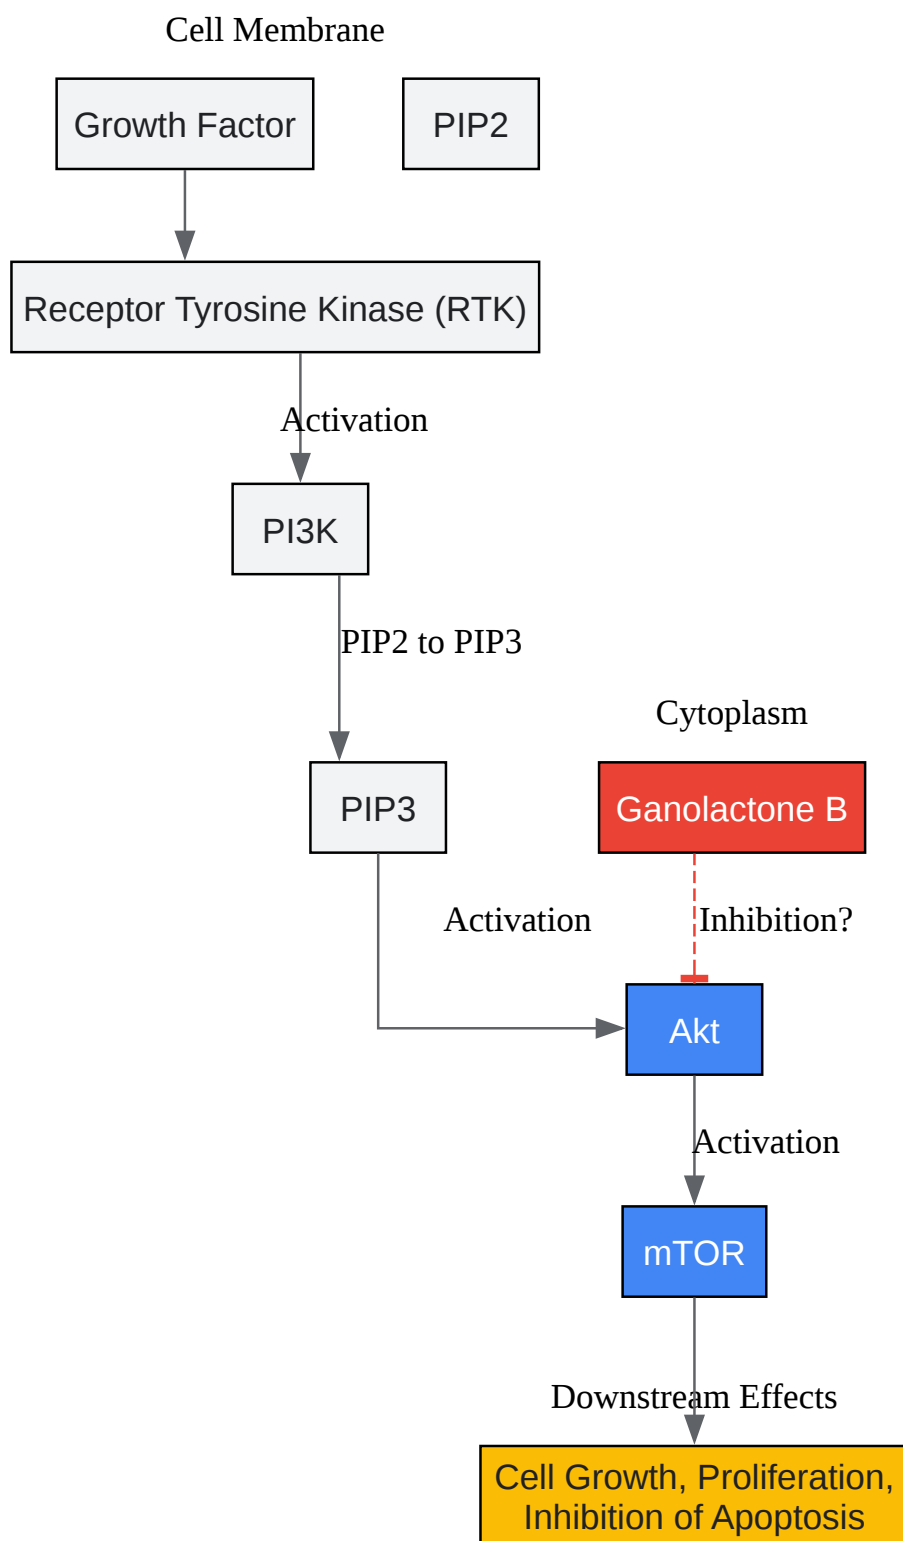 Cell Membrane
Growth Factor
PIP2
Receptor Tyrosine Kinase (RTK)
Activation
PI3K
PIP2 to PIP3
Cytoplasm
PIP3
Ganolactone B
Activation
Inhibition?
Akt
Activation
mTOR
Downstream Effects
Cell Growth, Proliferation,
Inhibition of Apoptosis